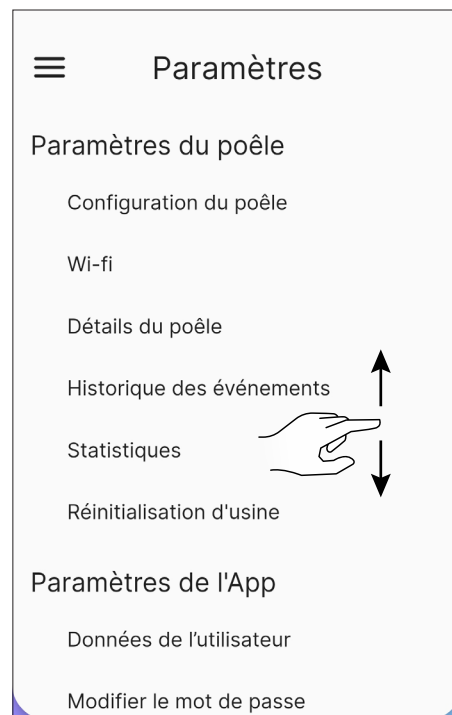 Paramètres
Paramètres du poêle
Configuration du poêle
Wi-fi
Détails du poêle
Historique des événements
Statistiques
Réinitialisation d'usine
Paramètres de l'App
Données de l’utilisateur
Modifier le mot de passe